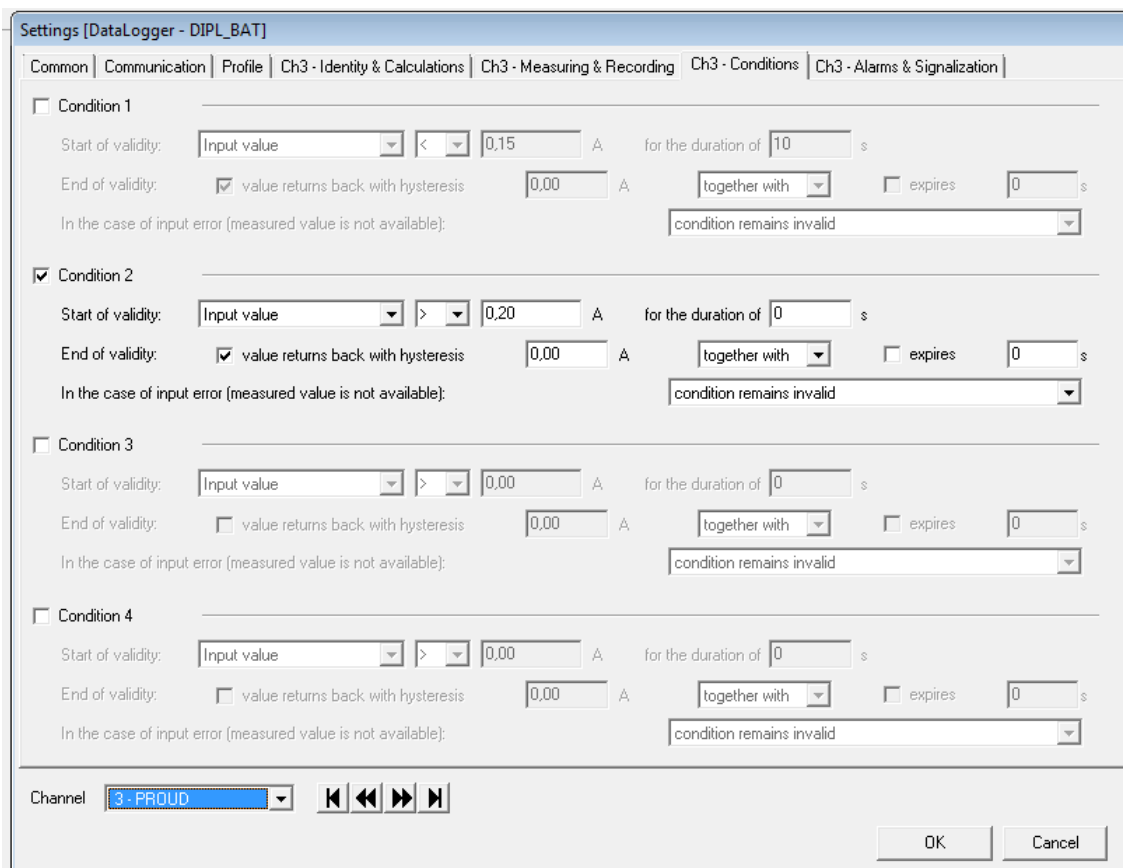 Settings [DataLogger - DIPL_BAT]
Common Communication Profile Ch3 - Identity & Calculations Ch3 - Measuring & Recording Ch3 - Conditions Ch3 - Alarms & Signalization
Condition 1
Start of validity: Input value < 0,15 A for the duration of 10 s
End of validity: value returns back with hysteresis 0,00 A together with expires 0 s
In the case of input error (measured value is not available): condition remains invalid
Condition 2
Start of validity: Input value > 0,20 A for the duration of 0 s
End of validity: value returns back with hysteresis 0,00 A together with expires 0 s
In the case of input error (measured value is not available): condition remains invalid
Condition 3
Start of validity: Input value > 0,00 A for the duration of 0 s
End of validity: value returns back with hysteresis 0,00 A together with expires 0 s
In the case of input error (measured value is not available): condition remains invalid
Condition 4
Start of validity: Input value > 0,00 A for the duration of 0 s
End of validity: value returns back with hysteresis 0,00 A together with expires 0 s
In the case of input error (measured value is not available): condition remains invalid
Channel 3 - PROUD
OK Cancel